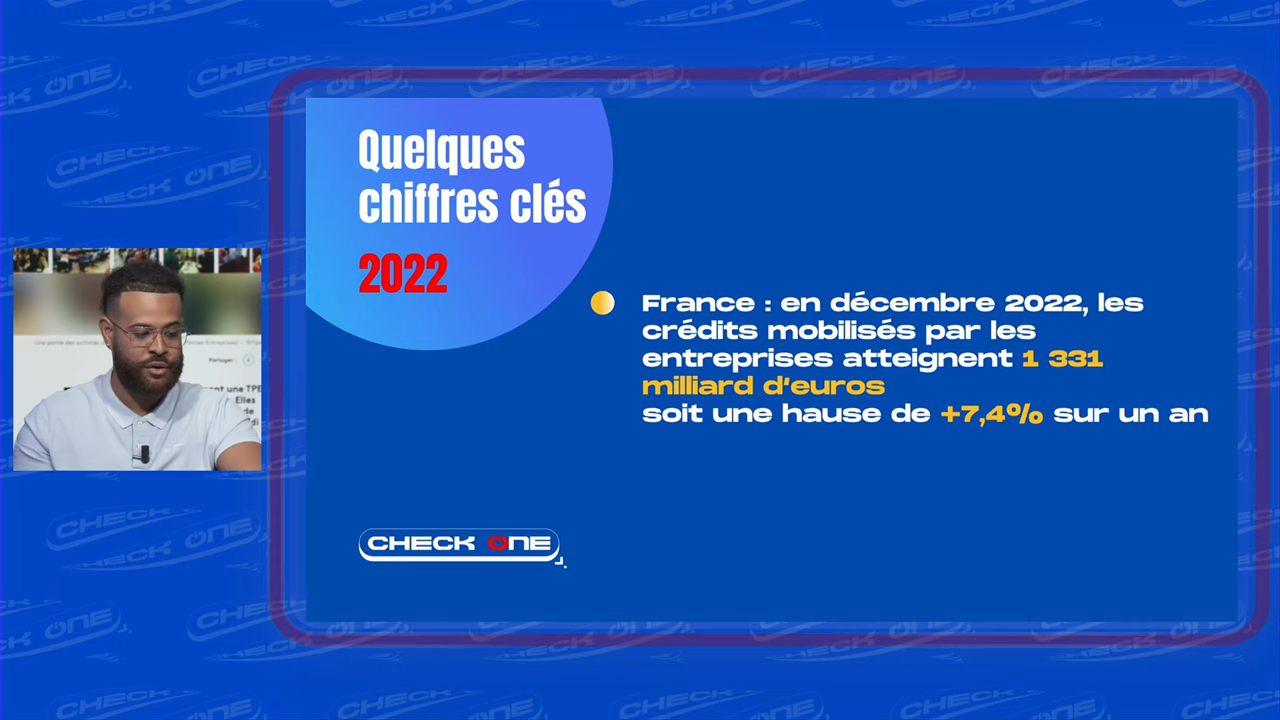 Quelques
chiffres clés
2022
France : en décembre 2022, les
crédits mobilisés par les
entreprises atteignent 1 331
milliard d'euros
soit une hause de +7,4% sur un an
CHECK ONE
Partager